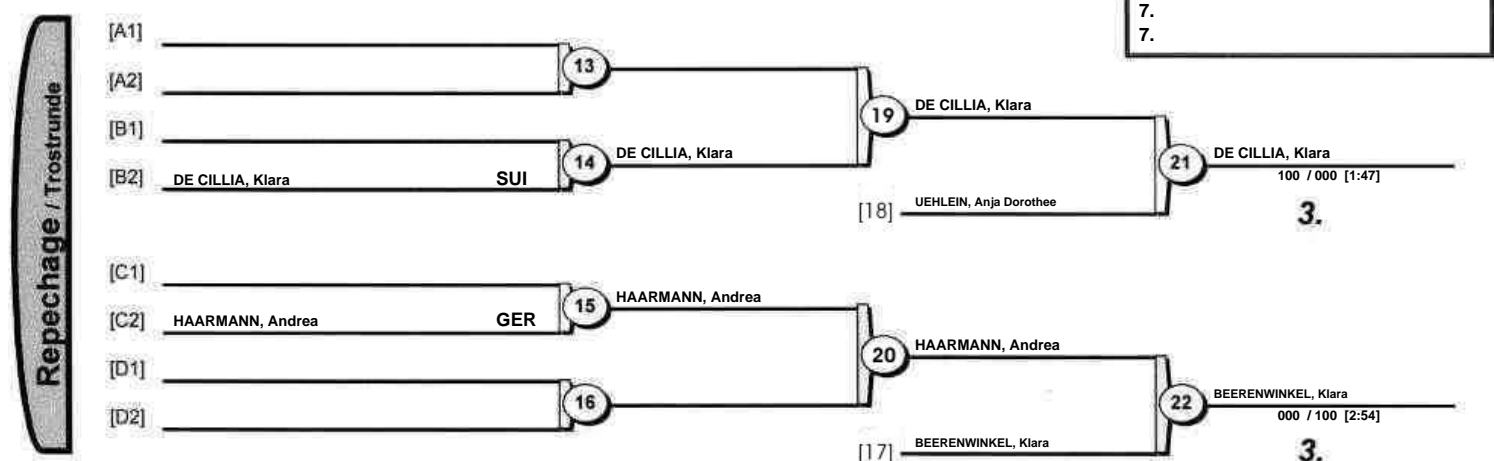 7.
7.
Repechage / Trostrunde
[A1]
[A2]
13
[B1]
[B2] DE CILLIA, Klara SUI
14 DE CILLIA, Klara
19 DE CILLIA, Klara
[18] UEHLEIN, Anja Dorothee
21 DE CILLIA, Klara
100 / 000 [1:47]
3.
[C1]
[C2] HAARMANN, Andrea GER
15 HAARMANN, Andrea
[D1]
[D2]
16
20 HAARMANN, Andrea
[17] BEERENWINKEL, Klara
22 BEERENWINKEL, Klara
000 / 100 [2:54]
3.